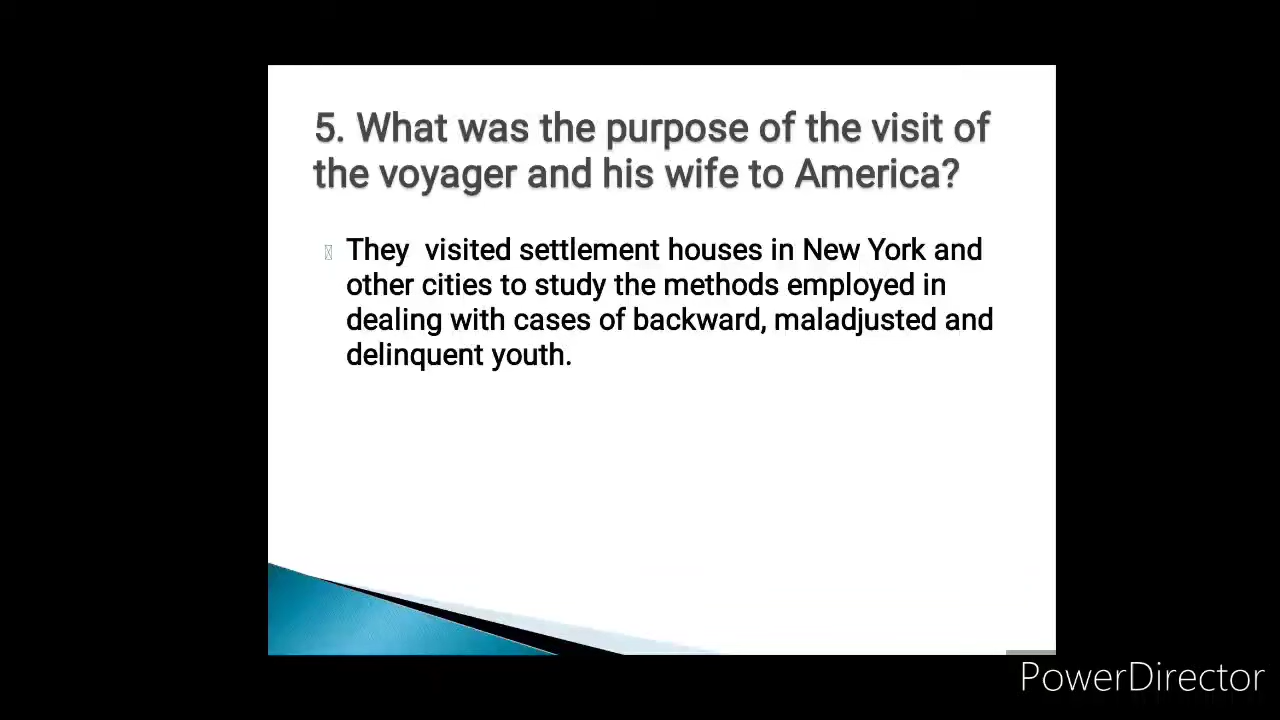 5. What was the purpose of the visit of
the voyager and his wife to America?
They visited settlement houses in New York and
other cities to study the methods employed in
dealing with cases of backward, maladjusted and
delinquent youth.
PowerDirector